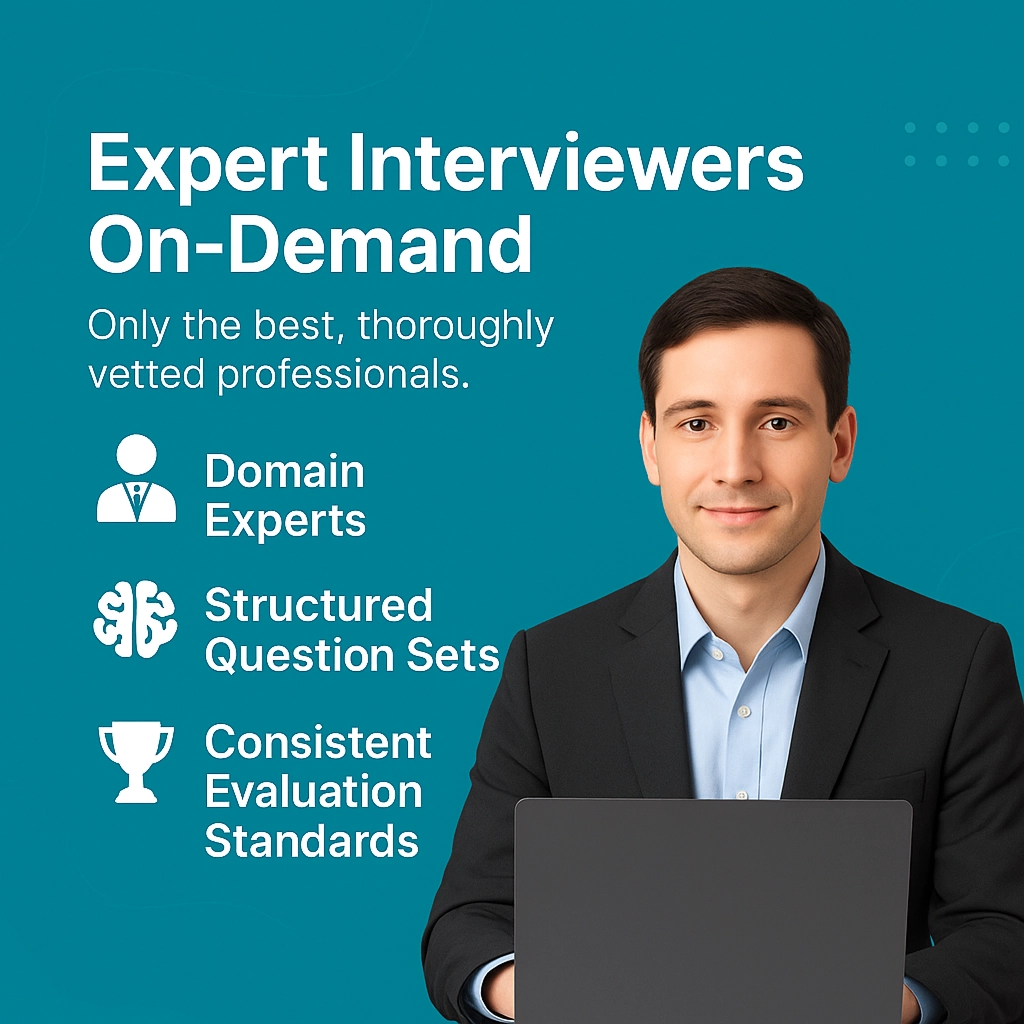 Expert Interviewers
On-Demand
Only the best, thoroughly
vetted professionals.
Domain
Experts
Structured
Question Sets
Consistent
Evaluation
Standards